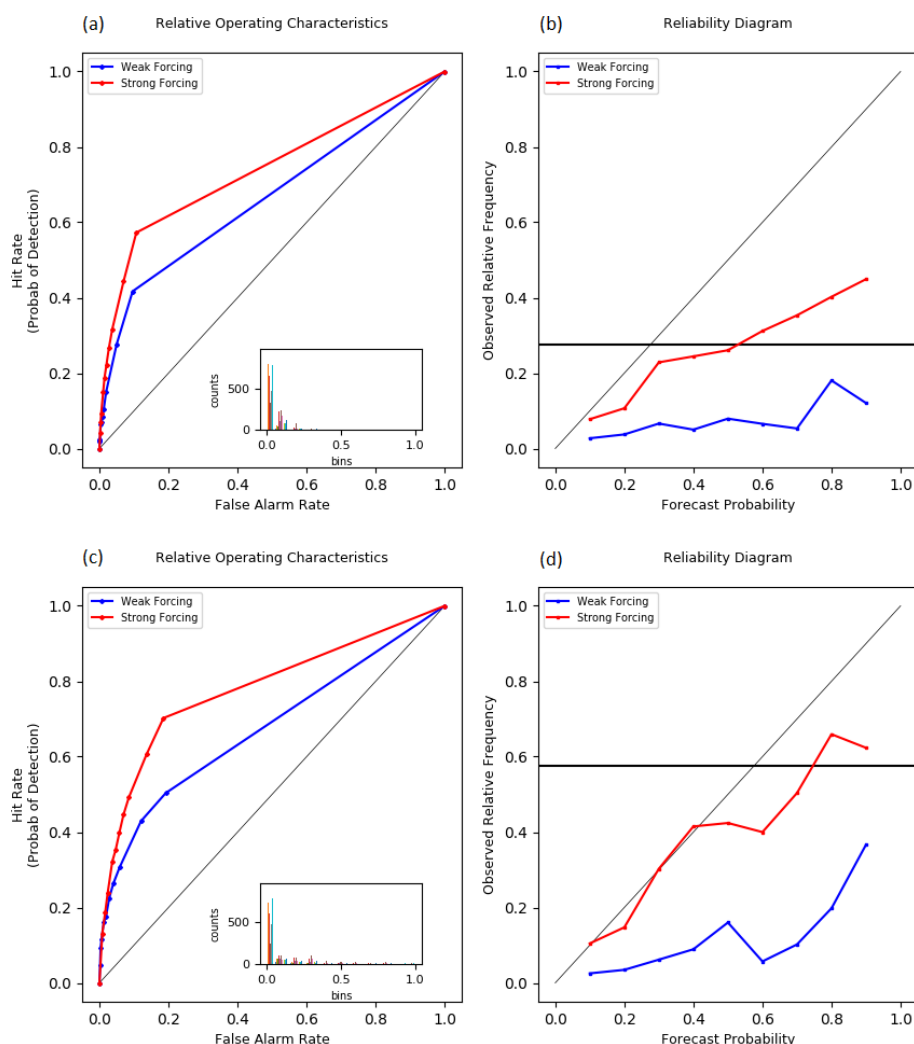 (a) Relative Operating Characteristics
Weak Forcing
Strong Forcing
Hit Rate
(Probab of Detection)
1.0
0.8
0.6
0.4
0.2
0.0
counts
500
0
0.0 0.5 1.0
bins
0.0 0.2 0.4 0.6 0.8 1.0
False Alarm Rate
(b) Reliability Diagram
Weak Forcing
Strong Forcing
Observed Relative Frequency
1.0
0.8
0.6
0.4
0.2
0.0
0.0 0.2 0.4 0.6 0.8 1.0
Forecast Probability
(c) Relative Operating Characteristics
Weak Forcing
Strong Forcing
Hit Rate
(Probab of Detection)
1.0
0.8
0.6
0.4
0.2
0.0
counts
500
0
0.0 0.5 1.0
bins
0.0 0.2 0.4 0.6 0.8 1.0
False Alarm Rate
(d) Reliability Diagram
Weak Forcing
Strong Forcing
Observed Relative Frequency
1.0
0.8
0.6
0.4
0.2
0.0
0.0 0.2 0.4 0.6 0.8 1.0
Forecast Probability